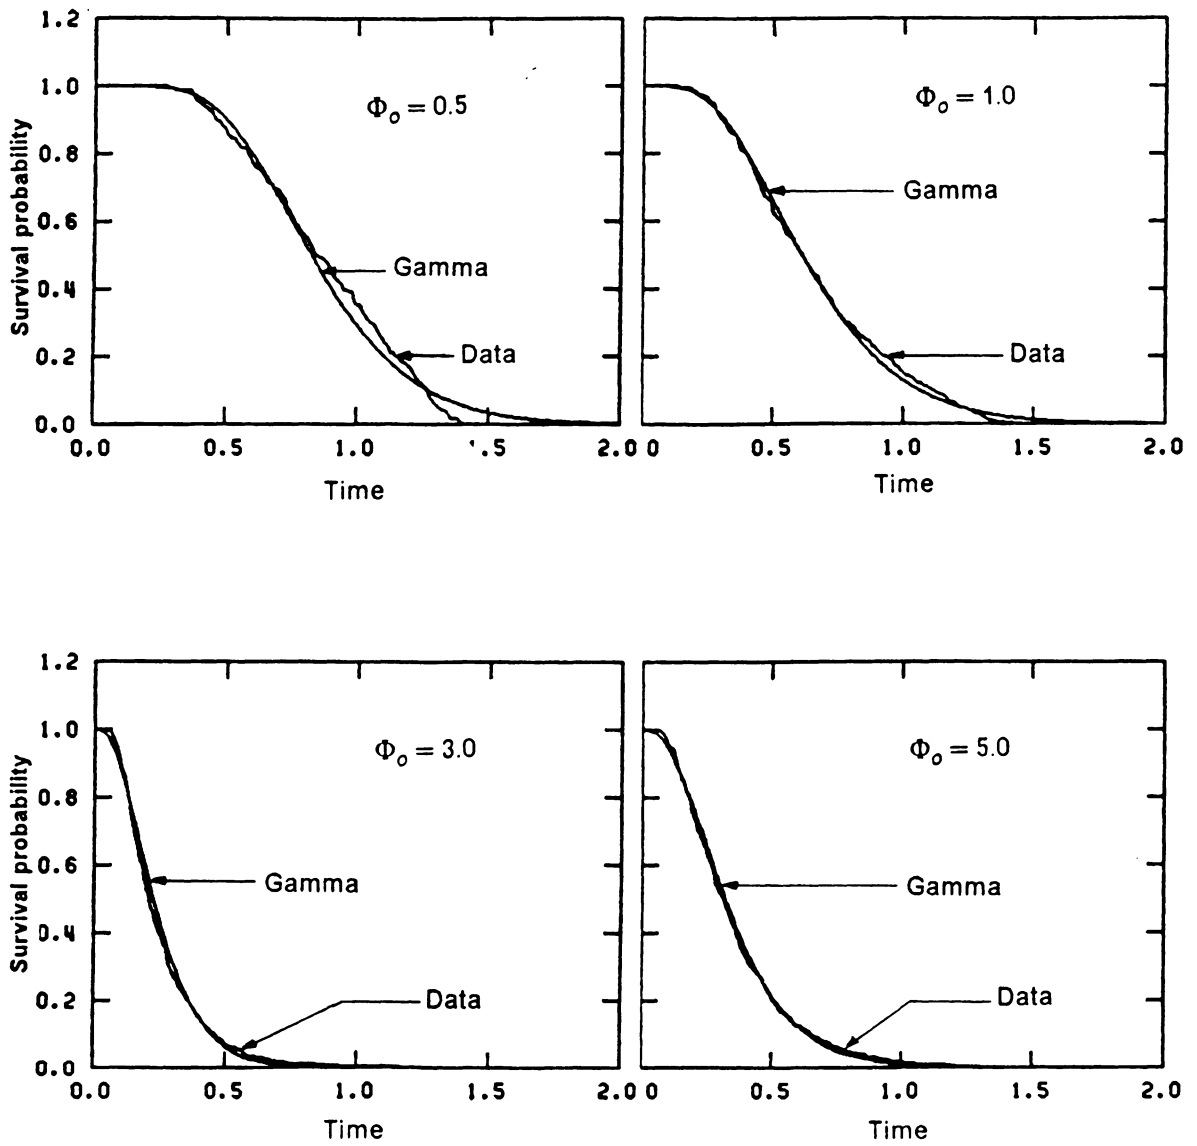 1.2
1.0
0.8
0.6
0.4
0.2
0.0
Survival probability
Φo = 0.5
Gamma
Data
0.0 0.5 1.0 1.5 2.0
Time
Φo = 1.0
Gamma
Data
0 0.5 1.0 1.5 2.0
Time
1.2
1.0
0.8
0.6
0.4
0.2
0.0
Survival probability
Φo = 3.0
Gamma
Data
0.0 0.5 1.0 1.5 2.0
Time
Φo = 5.0
Gamma
Data
0 0.5 1.0 1.5 2.0
Time